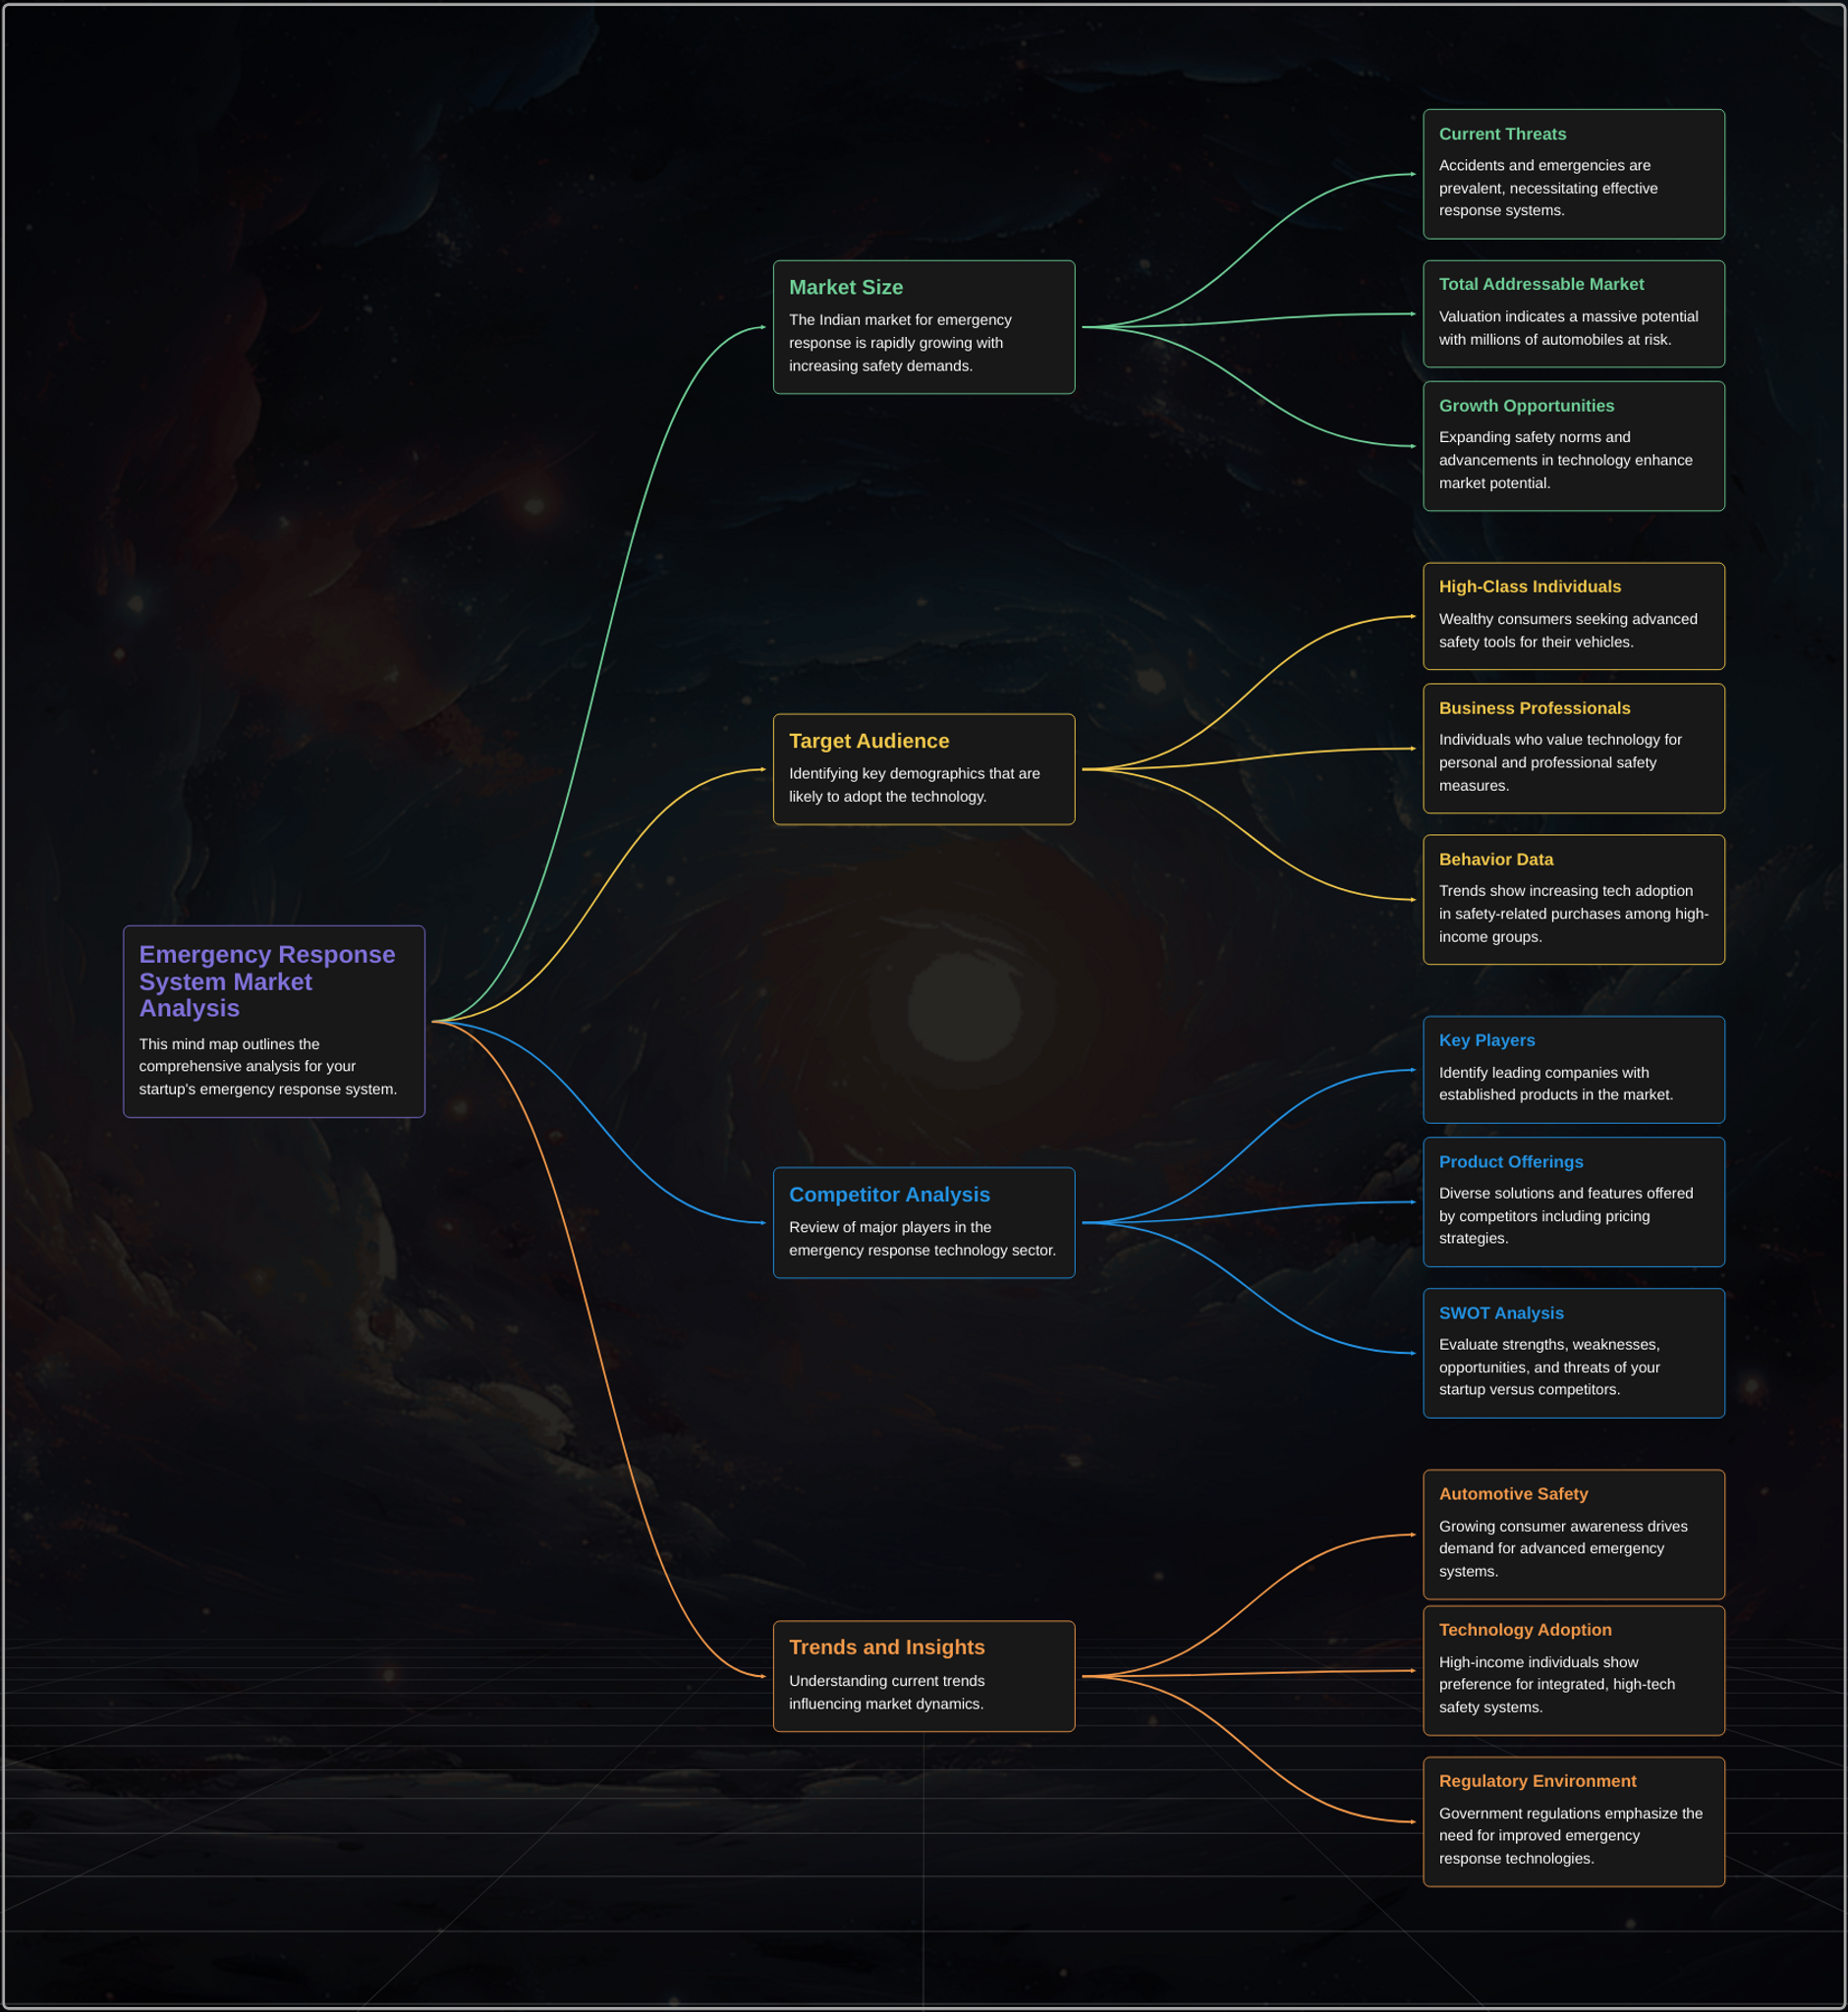 Emergency Response
System Market
Analysis
This mind map outlines the
comprehensive analysis for your
startup's emergency response system.
Market Size
The Indian market for emergency
response is rapidly growing with
increasing safety demands.
Current Threats
Accidents and emergencies are
prevalent, necessitating effective
response systems.
Total Addressable Market
Valuation indicates a massive potential
with millions of automobiles at risk.
Growth Opportunities
Expanding safety norms and
advancements in technology enhance
market potential.
Target Audience
Identifying key demographics that are
likely to adopt the technology.
High-Class Individuals
Wealthy consumers seeking advanced
safety tools for their vehicles.
Business Professionals
Individuals who value technology for
personal and professional safety
measures.
Behavior Data
Trends show increasing tech adoption
in safety-related purchases among high-
income groups.
Competitor Analysis
Review of major players in the
emergency response technology sector.
Key Players
Identify leading companies with
established products in the market.
Product Offerings
Diverse solutions and features offered
by competitors including pricing
strategies.
SWOT Analysis
Evaluate strengths, weaknesses,
opportunities, and threats of your
startup versus competitors.
Trends and Insights
Understanding current trends
influencing market dynamics.
Automotive Safety
Growing consumer awareness drives
demand for advanced emergency
systems.
Technology Adoption
High-income individuals show
preference for integrated, high-tech
safety systems.
Regulatory Environment
Government regulations emphasize the
need for improved emergency
response technologies.